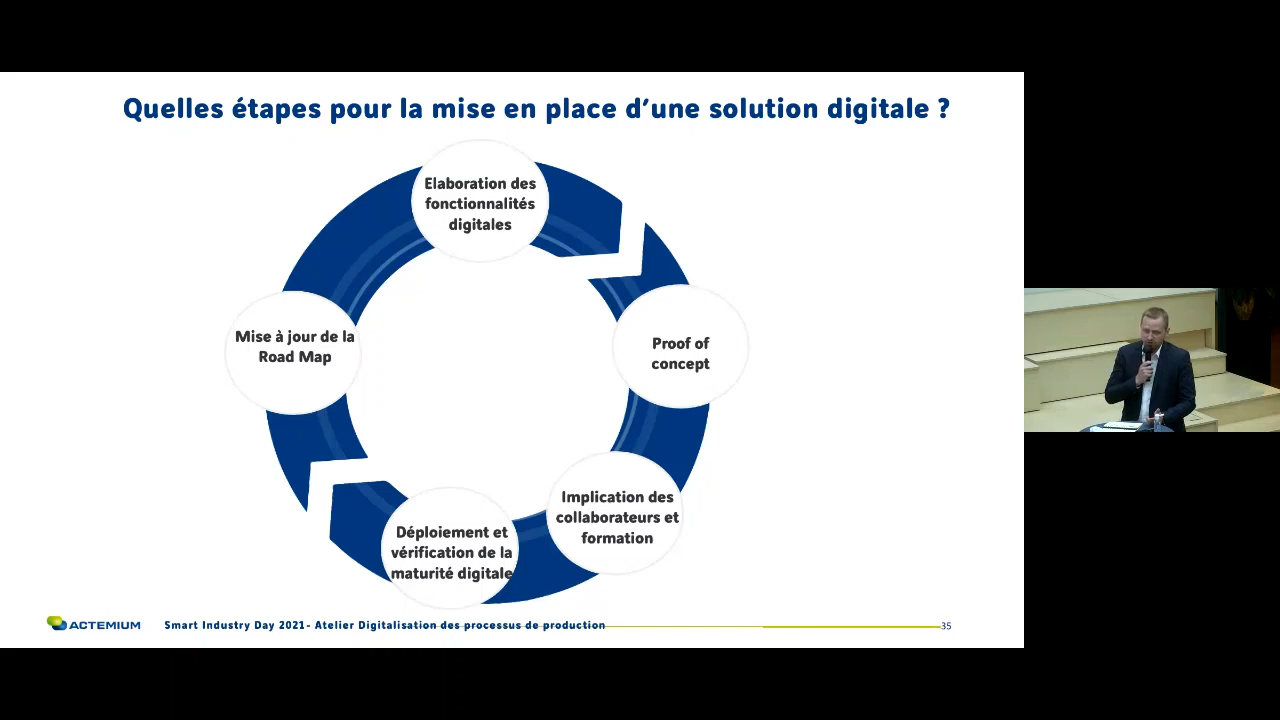 Quelles étapes pour la mise en place d’une solution digitale ?
Elaboration des
fonctionnalités
digitales
Proof of
concept
Implication des
collaborateurs et
formation
Déploiement et
vérification de la
maturité digitale
Mise à jour de la
Road Map
ACTEMIUM
Smart Industry Day 2021- Atelier Digitalisation des processus de production
35